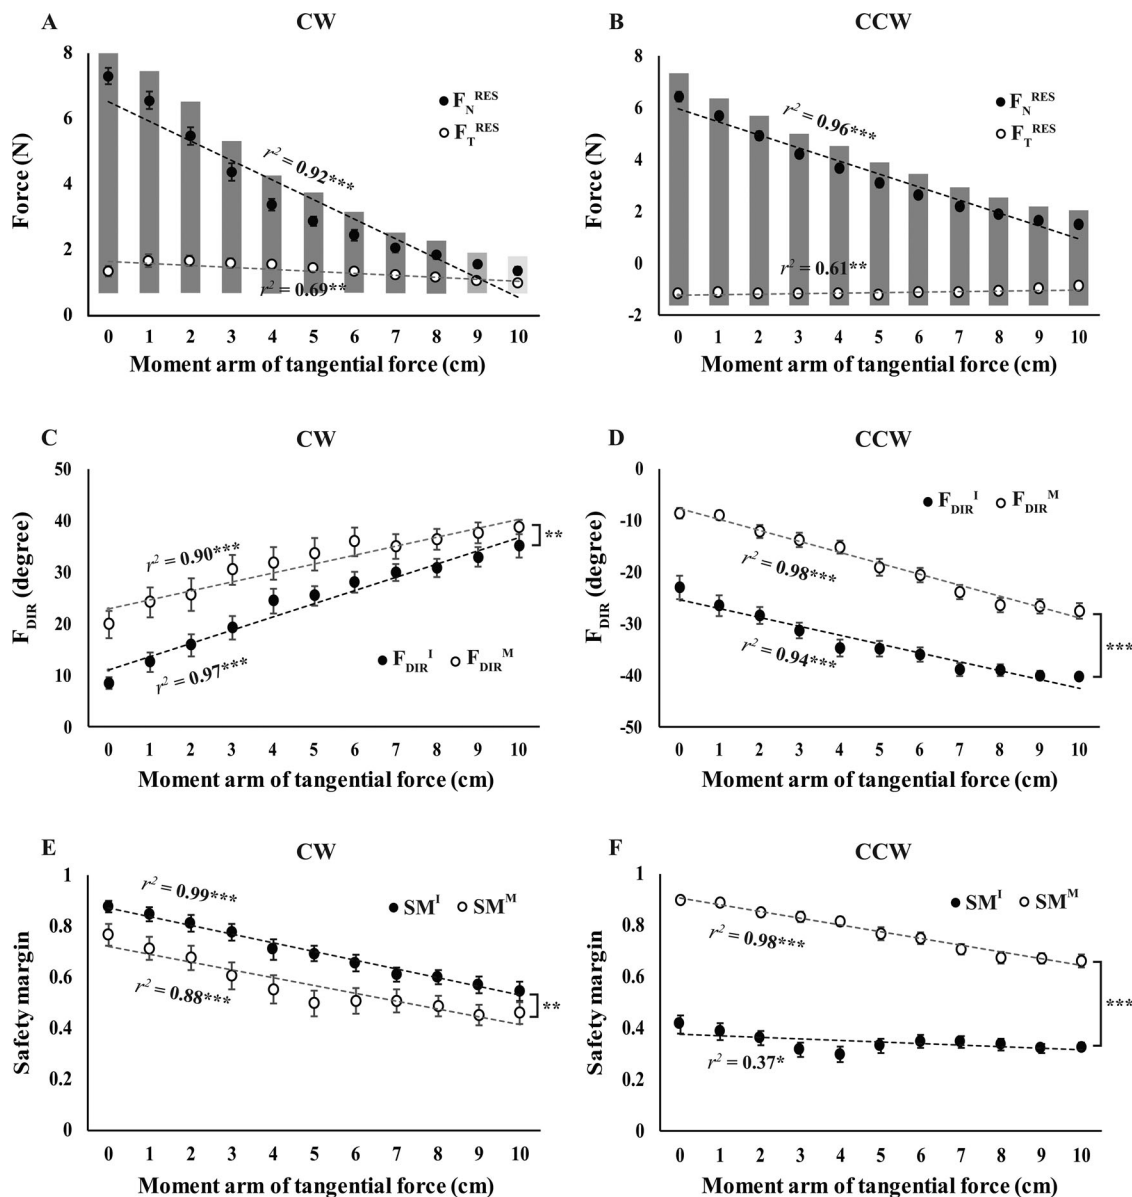 A CW
8
6
4
2
0
Force (N)
F_N^RES
F_T^RES
r² = 0.92***
r² = 0.69**
0 1 2 3 4 5 6 7 8 9 10
Moment arm of tangential force (cm)
B CCW
8
6
4
2
0
-2
Force (N)
F_N^RES
F_T^RES
r² = 0.96***
r² = 0.61**
0 1 2 3 4 5 6 7 8 9 10
Moment arm of tangential force (cm)
C CW
50
40
30
20
10
0
F_DIR (degree)
r² = 0.90***
**
F_DIR^I F_DIR^M
r² = 0.97***
0 1 2 3 4 5 6 7 8 9 10
Moment arm of tangential force (cm)
D CCW
0
-10
-20
-30
-40
-50
F_DIR (degree)
F_DIR^I F_DIR^M
r² = 0.98***
***
r² = 0.94***
0 1 2 3 4 5 6 7 8 9 10
Moment arm of tangential force (cm)
E CW
1
0.8
0.6
0.4
0.2
0
Safety margin
r² = 0.99***
SM^I SM^M
r² = 0.88***
**
0 1 2 3 4 5 6 7 8 9 10
Moment arm of tangential force (cm)
F CCW
1
0.8
0.6
0.4
0.2
0
Safety margin
SM^I SM^M
r² = 0.98***
***
r² = 0.37*
0 1 2 3 4 5 6 7 8 9 10
Moment arm of tangential force (cm)